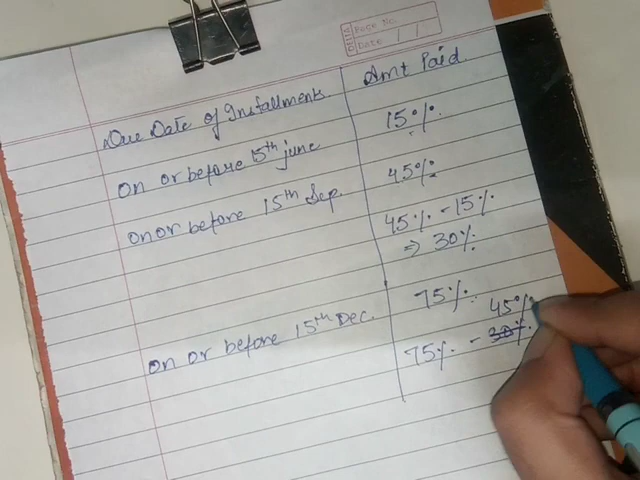 Page No.
Date / /
Due Date of Installments Amt Paid
On or before 15th june 15%
on or before 15th Sep. 45%
45% - 15%
⇒ 30%
on or before 15th Dec. 75%
45%
75% - 30%